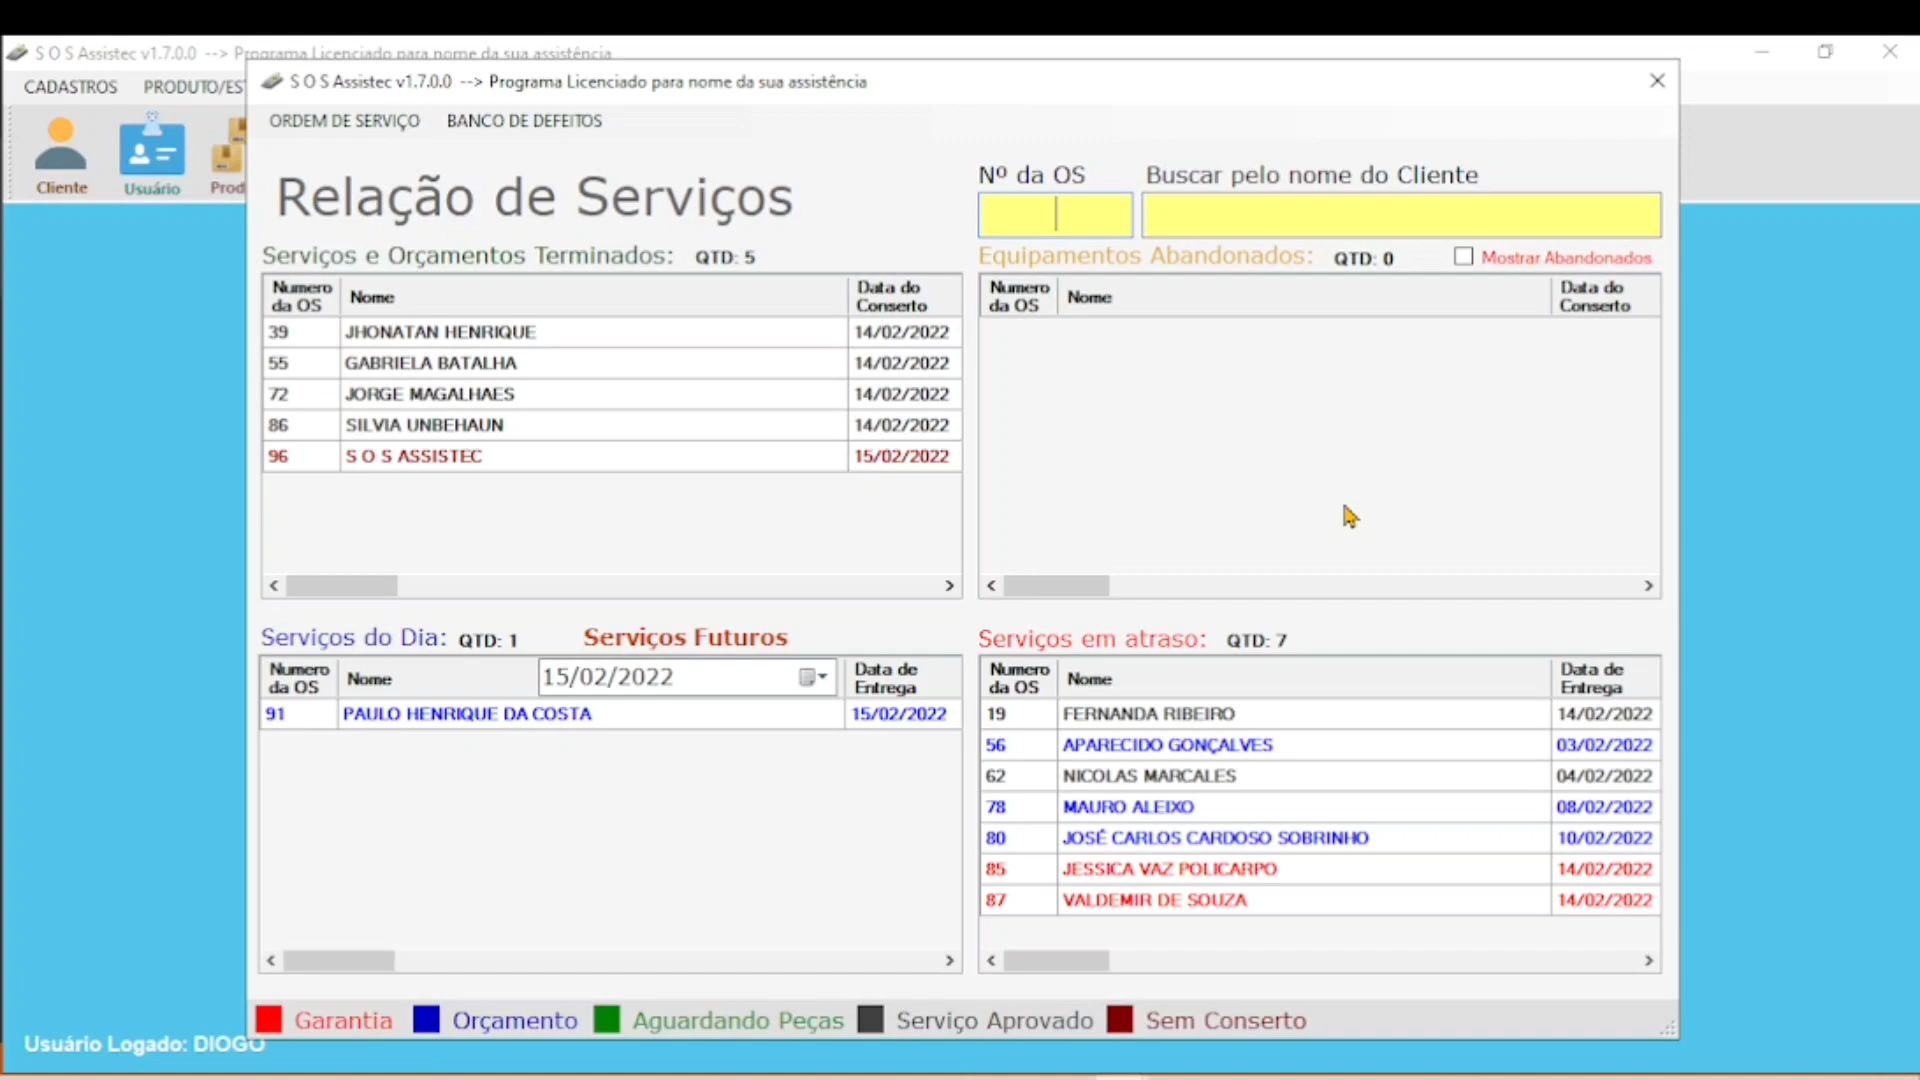 S O S Assistec v1.7.0.0 --> Programa Licenciado para nome da sua assistência
CADASTROS PRODUTO/ES
Cliente
Usuário
Prod
S O S Assistec v1.7.0.0 --> Programa Licenciado para nome da sua assistência
ORDEM DE SERVIÇO BANCO DE DEFEITOS
Relação de Serviços
Nº da OS Buscar pelo nome do Cliente
Serviços e Orçamentos Terminados: QTD: 5
Numero da OS Nome Data do Conserto
39 JHONATAN HENRIQUE 14/02/2022
55 GABRIELA BATALHA 14/02/2022
72 JORGE MAGALHAES 14/02/2022
86 SILVIA UNBEHAUN 14/02/2022
96 S O S ASSISTEC 15/02/2022
Equipamentos Abandonados: QTD: 0 Mostrar Abandonados
Numero da OS Nome Data do Conserto
Serviços do Dia: QTD: 1 Serviços Futuros
Numero da OS Nome 15/02/2022 Data de Entrega
91 PAULO HENRIQUE DA COSTA 15/02/2022
Serviços em atraso: QTD: 7
Numero da OS Nome Data de Entrega
19 FERNANDA RIBEIRO 14/02/2022
56 APARECIDO GONÇALVES 03/02/2022
62 NICOLAS MARCALES 04/02/2022
78 MAURO ALEIXO 08/02/2022
80 JOSÉ CARLOS CARDOSO SOBRINHO 10/02/2022
85 JESSICA VAZ POLICARPO 14/02/2022
87 VALDEMIR DE SOUZA 14/02/2022
Garantia Orçamento Aguardando Peças Serviço Aprovado Sem Conserto
Usuário Logado: DIOGO